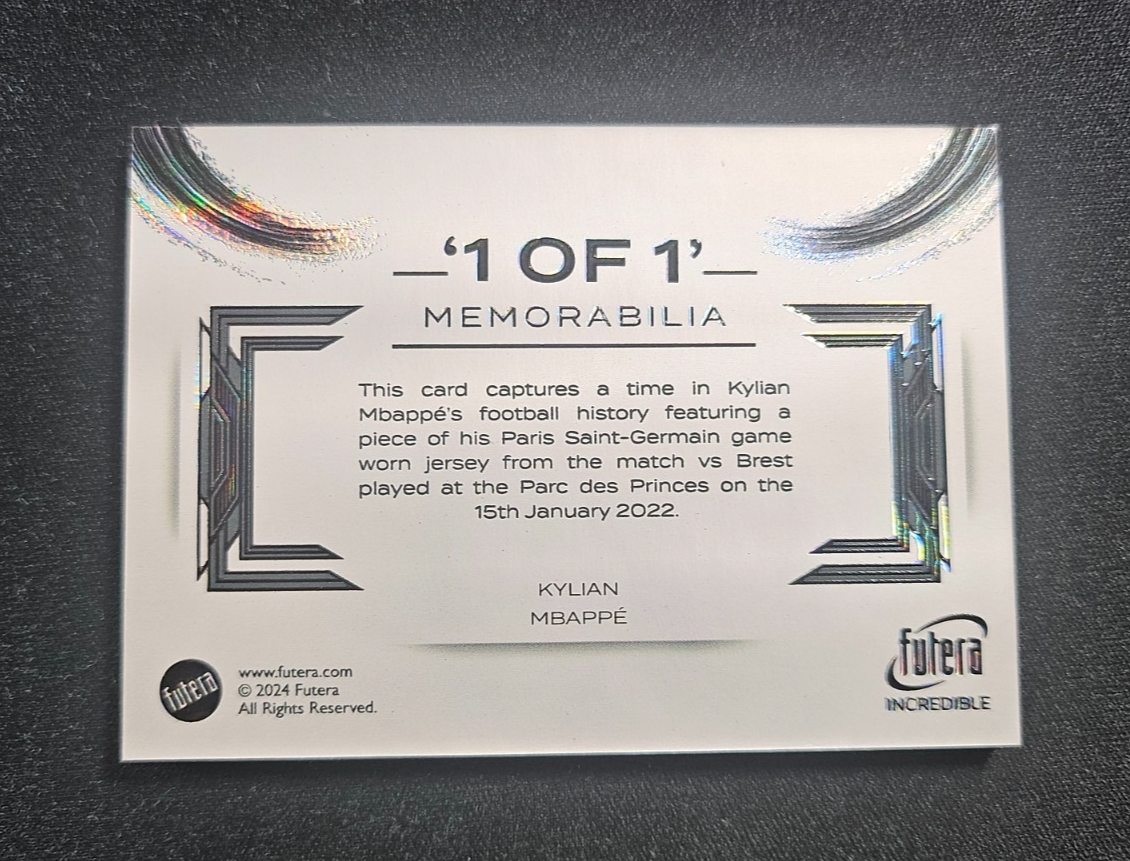 ‘1 OF 1’
MEMORABILIA
This card captures a time in Kylian
Mbappé's football history featuring a
piece of his Paris Saint-Germain game
worn jersey from the match vs Brest
played at the Parc des Princes on the
15th January 2022.
KYLIAN
MBAPPÉ
futera
www.futera.com
© 2024 Futera
All Rights Reserved.
futera
INCREDIBLE